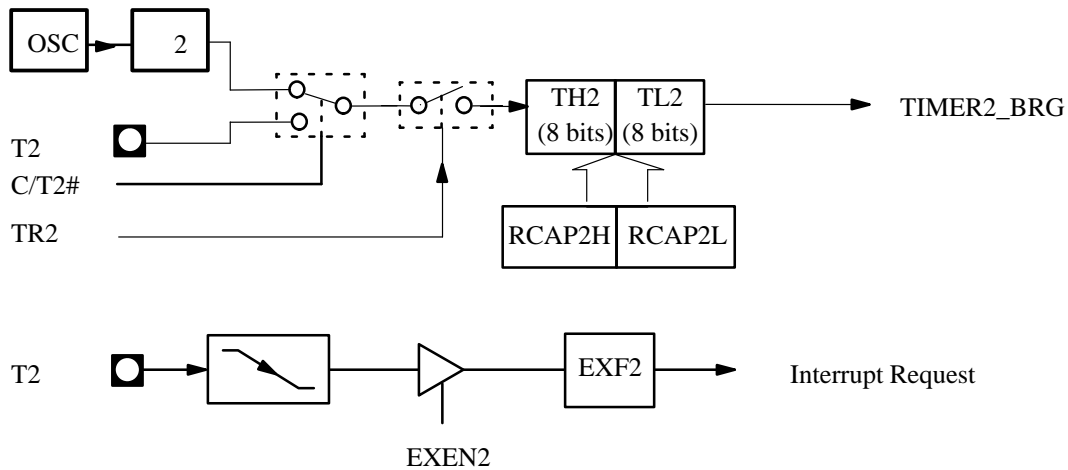 OSC
2
TH2
(8 bits)
TL2
(8 bits)
TIMER2_BRG
T2
C/T2#
TR2
RCAP2H
RCAP2L
T2
EXF2
Interrupt Request
EXEN2